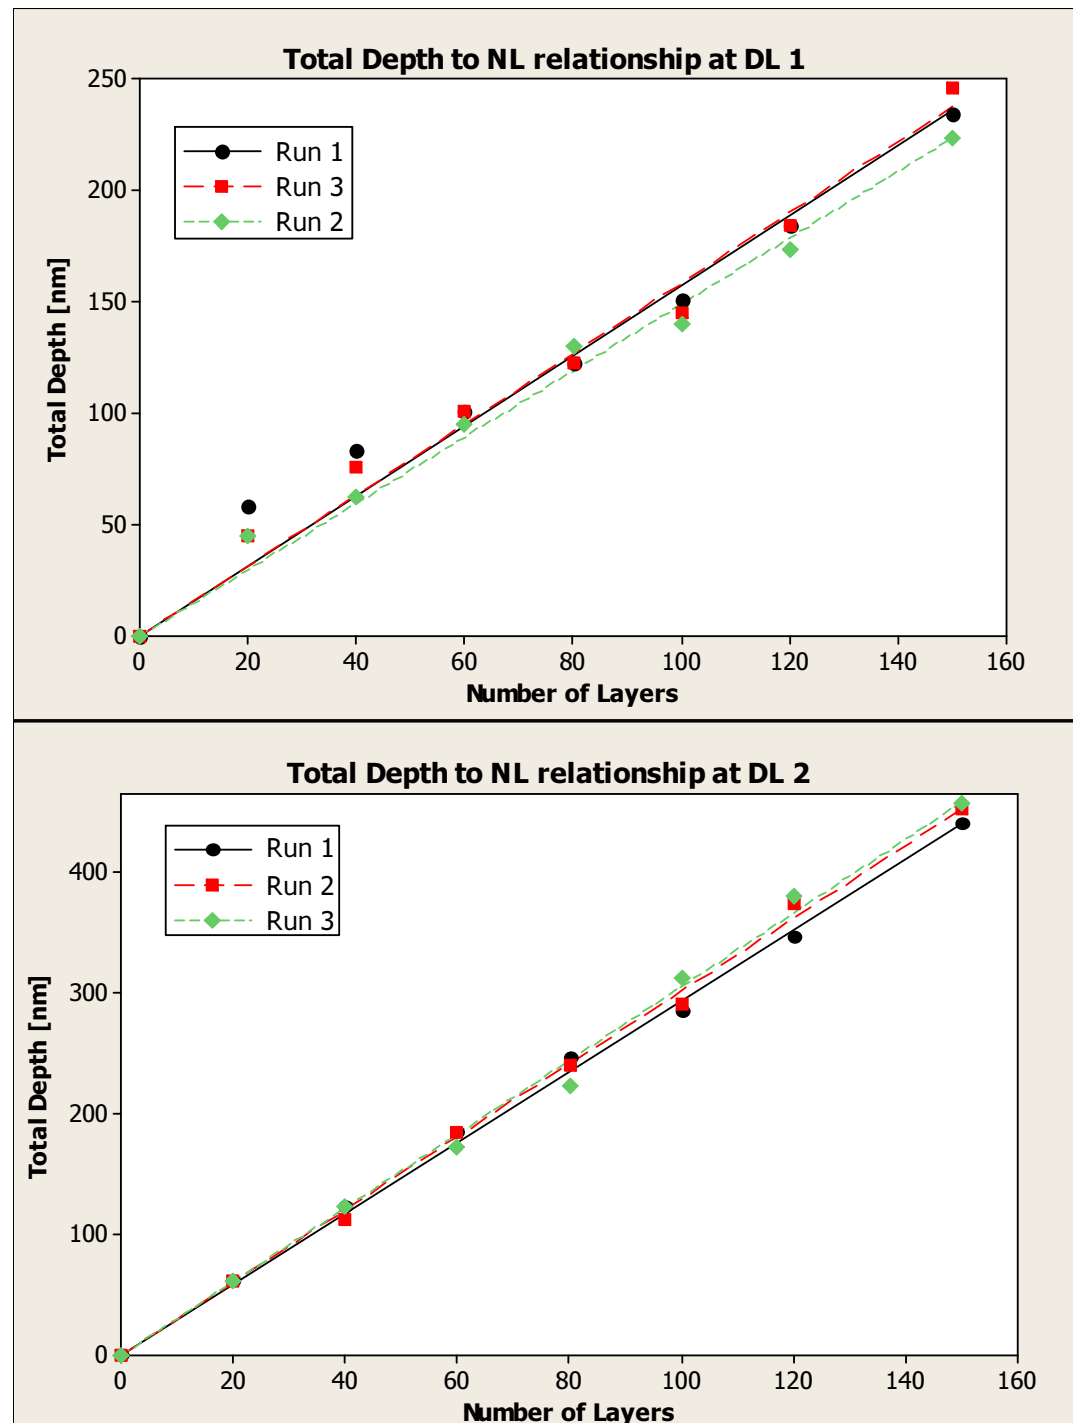 Total Depth to NL relationship at DL 1
250
200
150
100
50
0
Total Depth [nm]
Run 1
Run 3
Run 2
0 20 40 60 80 100 120 140 160
Number of Layers
Total Depth to NL relationship at DL 2
400
300
200
100
0
Total Depth [nm]
Run 1
Run 2
Run 3
0 20 40 60 80 100 120 140 160
Number of Layers